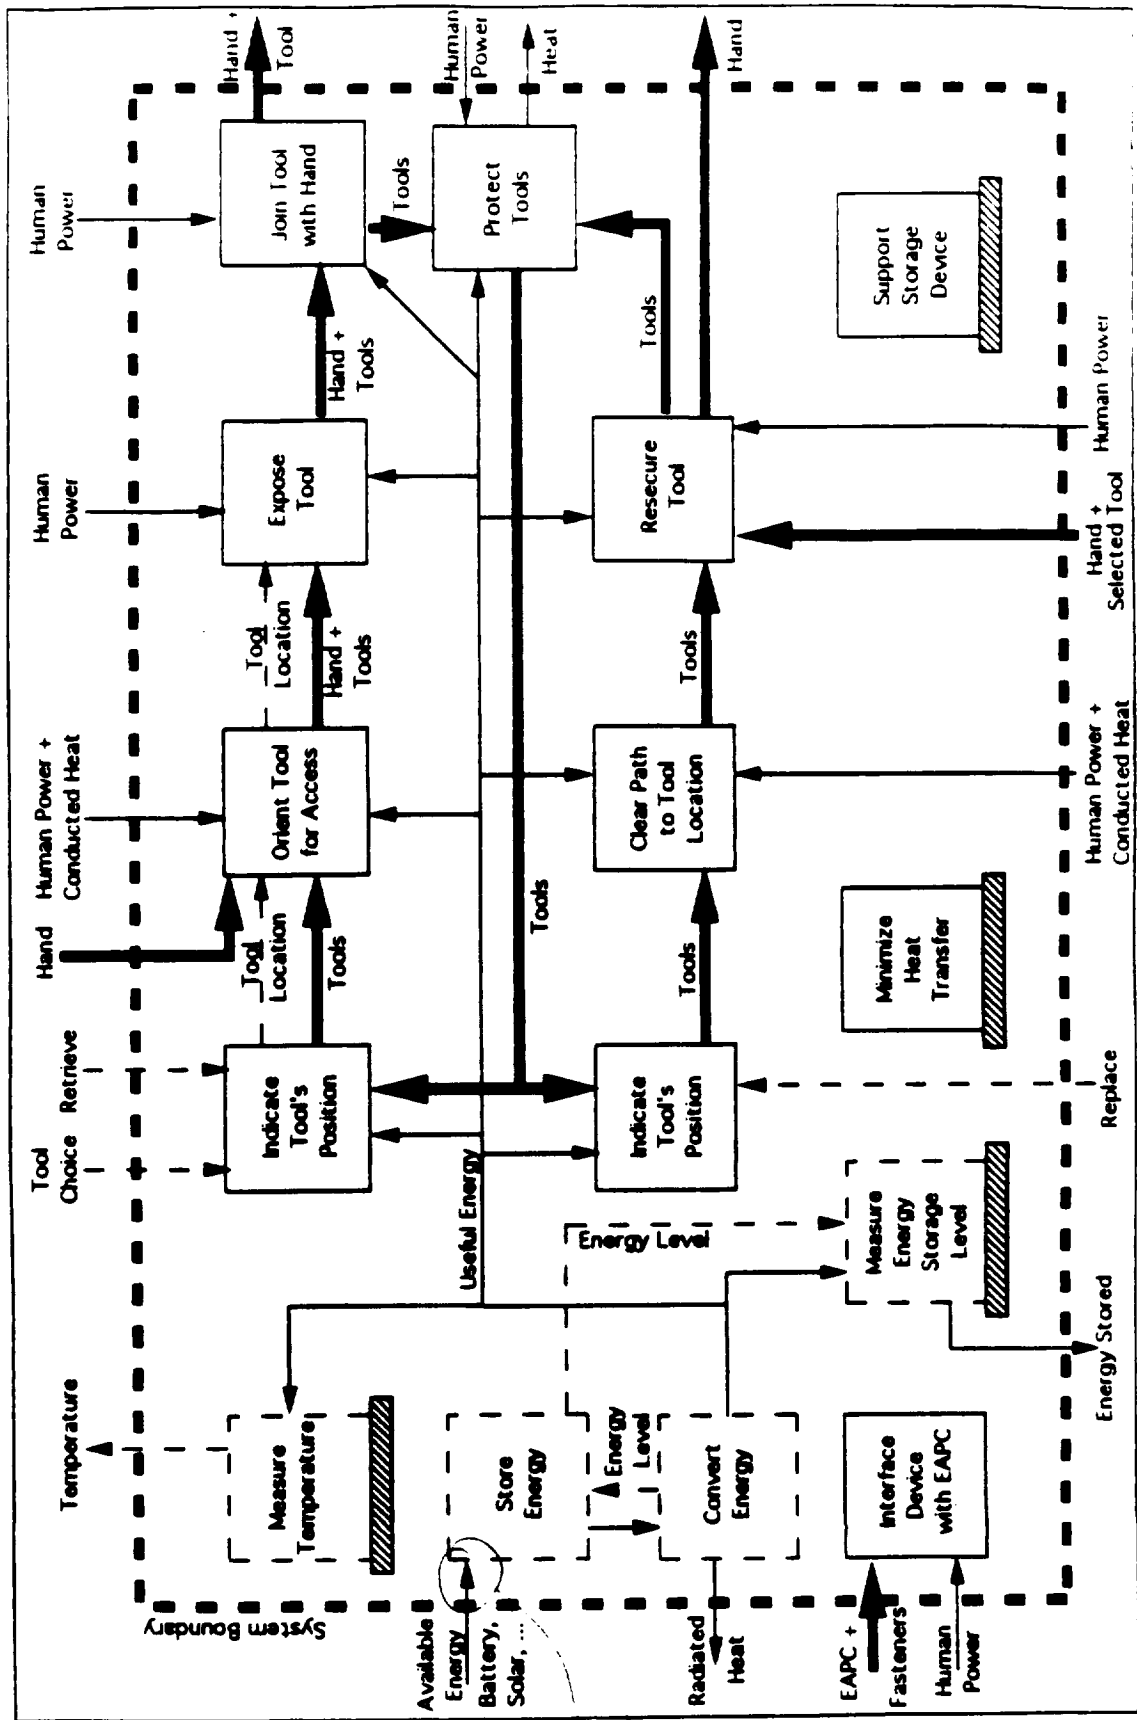 Temperature
Tool
Choice
Retrieve
Hand
Human Power +
Conducted Heat
Human
Power
Human
Power
System Boundary
Measure
Temperature
Indicate
Tool's
Position
Tool
Location
Tools
Orient Tool
for Access
Tool
Location
Hand +
Tools
Expose
Tool
Hand +
Tools
Join Tool
with Hand
Hand +
Tool
Available
Energy
Battery,
Solar, ...
Store
Energy
Energy
Level
Useful Energy
Tools
Tools
Protect
Tools
Human
Power
Heat
Radiated
Heat
Convert
Energy
Energy Level
Indicate
Tool's
Position
Tools
Clear Path
to Tool
Location
Tools
Resecure
Tool
Tools
Hand
EAPC +
Fasteners
Human
Power
Interface
Device
with EAPC
Measure
Energy
Storage
Level
Minimize
Heat
Transfer
Support
Storage
Device
Energy Stored
Replace
Human Power +
Conducted Heat
Hand +
Selected Tool
Human Power